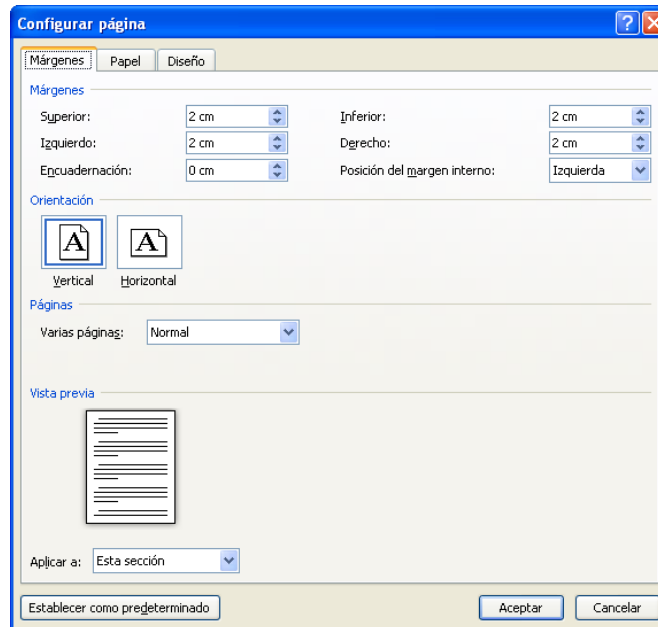 Configurar página
Márgenes Papel Diseño
Márgenes
Superior: 2 cm Inferior: 2 cm
Izquierdo: 2 cm Derecho: 2 cm
Encuadernación: 0 cm Posición del margen interno: Izquierda
Orientación
A A
Vertical Horizontal
Páginas
Varias páginas: Normal
Vista previa
Aplicar a: Esta sección
Establecer como predeterminado Aceptar Cancelar